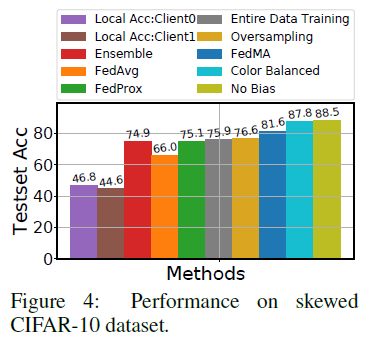 Local Acc:Client0
Local Acc:Client1
Ensemble
FedAvg
FedProx
Entire Data Training
Oversampling
FedMA
Color Balanced
No Bias
Testset Acc
80
60
40
20
0
46.8
44.6
74.9
66.0
75.1
75.9
76.6
81.6
87.8
88.5
Methods
Figure 4: Performance on skewed
CIFAR-10 dataset.